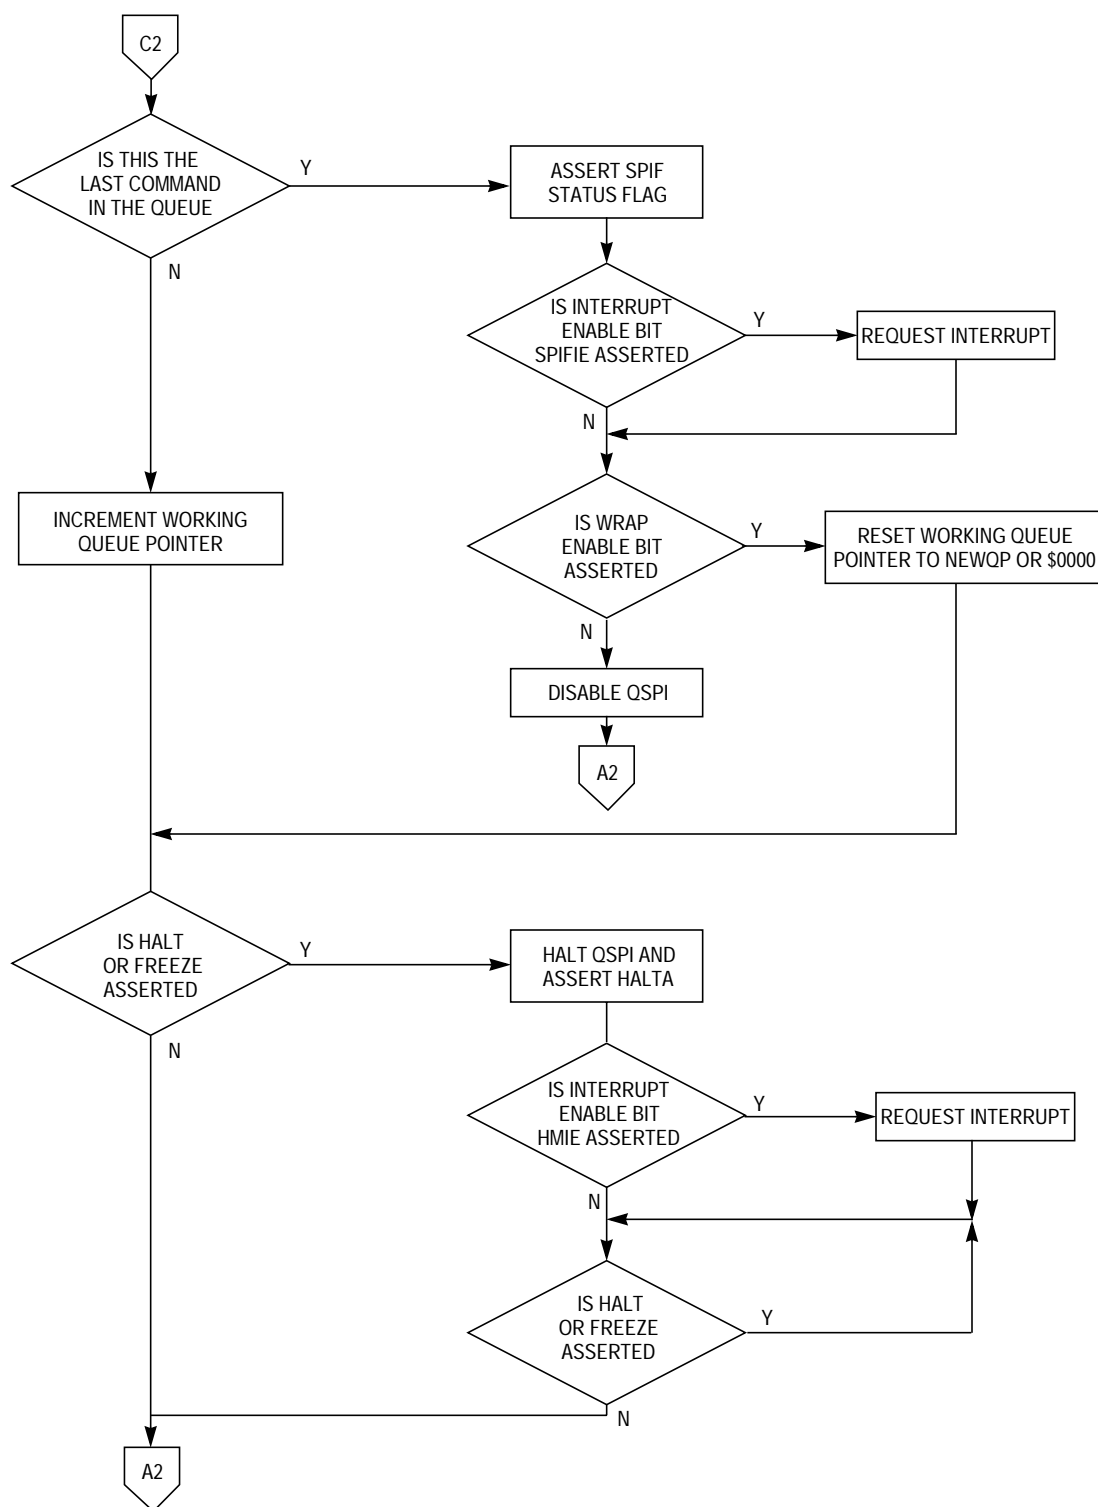 C2
IS THIS THE
LAST COMMAND
IN THE QUEUE
Y
ASSERT SPIF
STATUS FLAG
N
IS INTERRUPT
ENABLE BIT
SPIFIE ASSERTED
Y
REQUEST INTERRUPT
N
INCREMENT WORKING
QUEUE POINTER
IS WRAP
ENABLE BIT
ASSERTED
Y
RESET WORKING QUEUE
POINTER TO NEWQP OR $0000
N
DISABLE QSPI
A2
IS HALT
OR FREEZE
ASSERTED
Y
HALT QSPI AND
ASSERT HALTA
N
IS INTERRUPT
ENABLE BIT
HMIE ASSERTED
Y
REQUEST INTERRUPT
N
IS HALT
OR FREEZE
ASSERTED
Y
N
A2